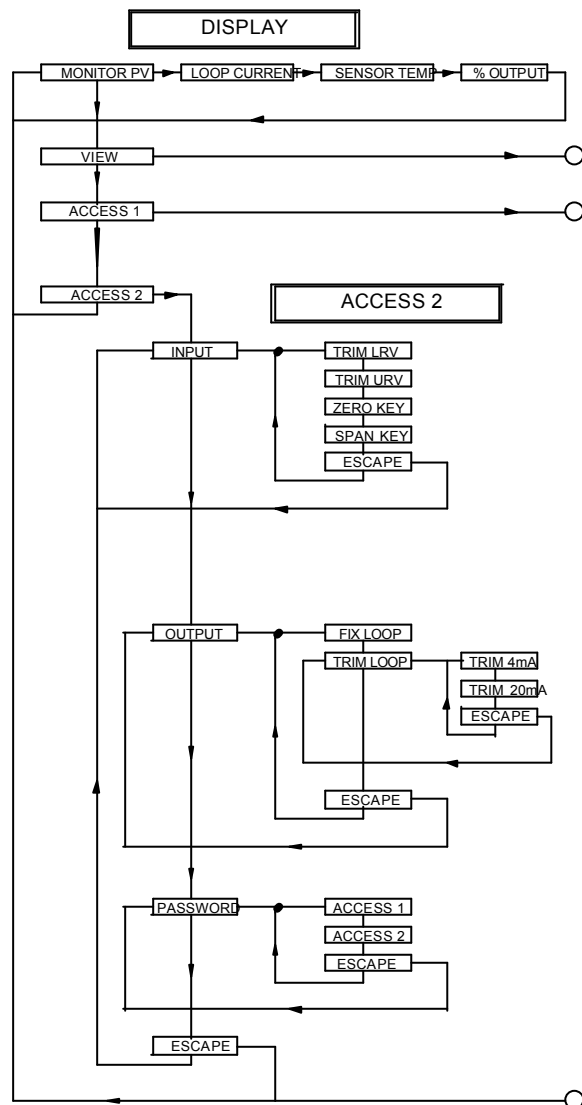 DISPLAY
MONITOR PV LOOP CURRENT SENSOR TEMP % OUTPUT
VIEW
ACCESS 1
ACCESS 2
ACCESS 2
INPUT TRIM LRV
TRIM URV
ZERO KEY
SPAN KEY
ESCAPE
OUTPUT FIX LOOP
TRIM LOOP TRIM 4mA
TRIM 20mA
ESCAPE
ESCAPE
PASSWORD ACCESS 1
ACCESS 2
ESCAPE
ESCAPE